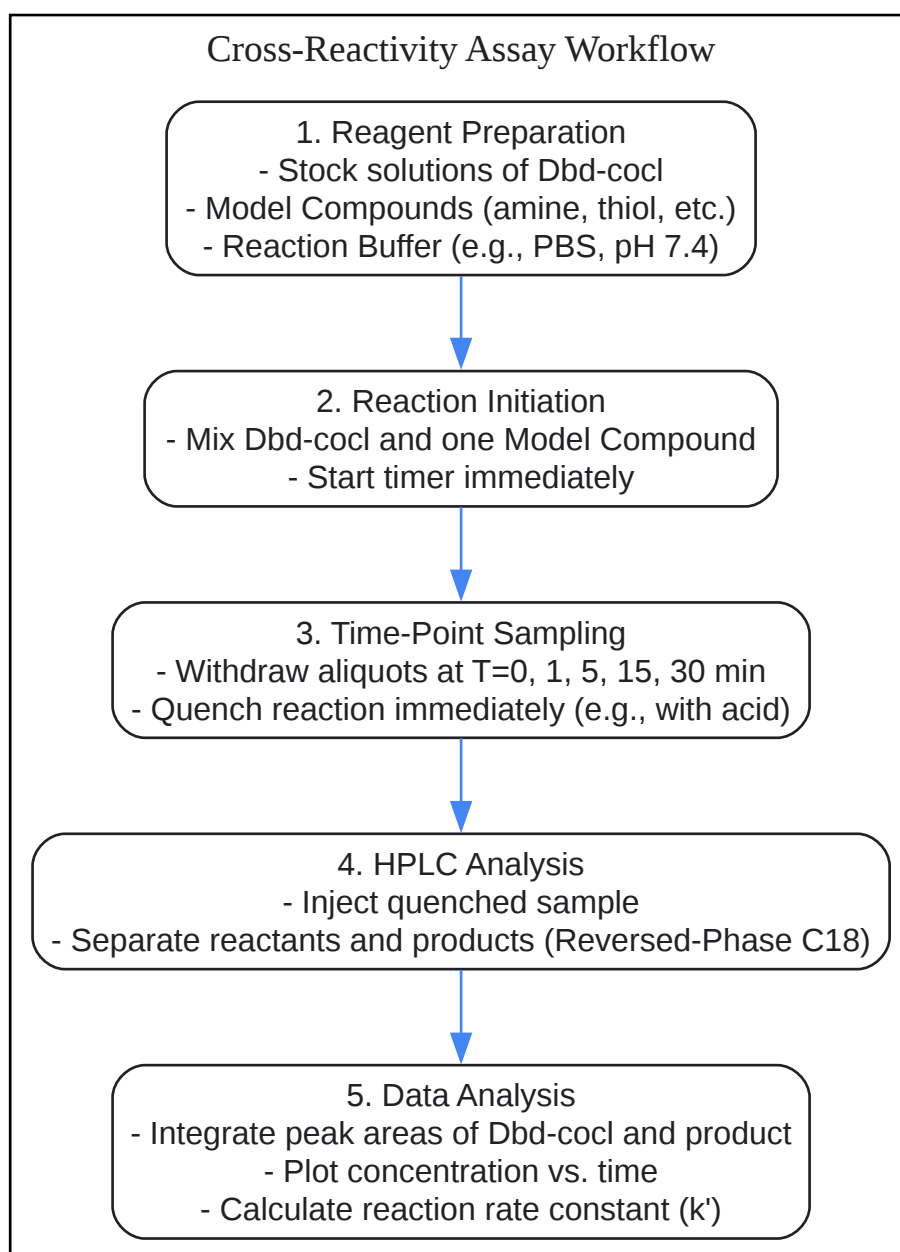 Cross-Reactivity Assay Workflow
1. Reagent Preparation
- Stock solutions of Dbd-cocl
- Model Compounds (amine, thiol, etc.)
- Reaction Buffer (e.g., PBS, pH 7.4)
2. Reaction Initiation
- Mix Dbd-cocl and one Model Compound
- Start timer immediately
3. Time-Point Sampling
- Withdraw aliquots at T=0, 1, 5, 15, 30 min
- Quench reaction immediately (e.g., with acid)
4. HPLC Analysis
- Inject quenched sample
- Separate reactants and products (Reversed-Phase C18)
5. Data Analysis
- Integrate peak areas of Dbd-cocl and product
- Plot concentration vs. time
- Calculate reaction rate constant (k')